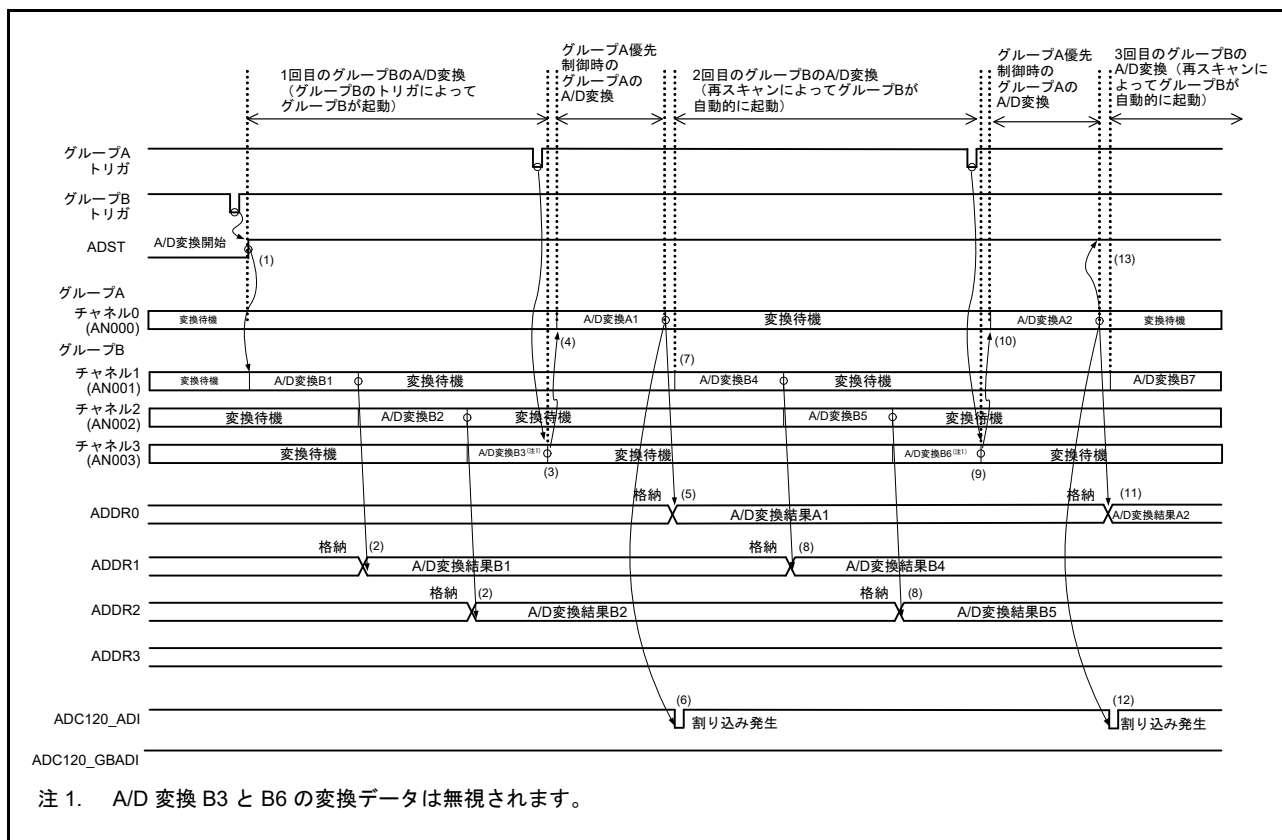 1回目のグループBのA/D変換
（グループBのトリガによって
グループBが起動）
グループA優先
制御時の
グループAの
A/D変換
2回目のグループBのA/D変換
（再スキャンによってグループBが
自動的に起動）
グループA優先
制御時の
グループAの
A/D変換
3回目のグループBの
A/D変換（再スキャンに
よってグループBが
自動的に起動）
グループA
トリガ
グループB
トリガ
ADST
A/D変換開始
(1)
(13)
グループA
チャネル0
(AN000)
変換待機
A/D変換A1
変換待機
A/D変換A2
変換待機
(4)
(10)
グループB
(7)
チャネル1
(AN001)
変換待機
A/D変換B1
変換待機
A/D変換B4
変換待機
A/D変換B7
チャネル2
(AN002)
変換待機
A/D変換B2
変換待機
A/D変換B5
変換待機
チャネル3
(AN003)
変換待機
A/D変換B3(注1)
変換待機
A/D変換B6(注1)
変換待機
(3)
(9)
ADDR0
格納
(5)
A/D変換結果A1
格納
(11)
A/D変換結果A2
ADDR1
格納
(2)
A/D変換結果B1
格納
(8)
A/D変換結果B4
ADDR2
格納
(2)
A/D変換結果B2
格納
(8)
A/D変換結果B5
ADDR3
ADC120_ADI
(6)
割り込み発生
(12)
割り込み発生
ADC120_GBADI
注 1. A/D 変換 B3 と B6 の変換データは無視されます。